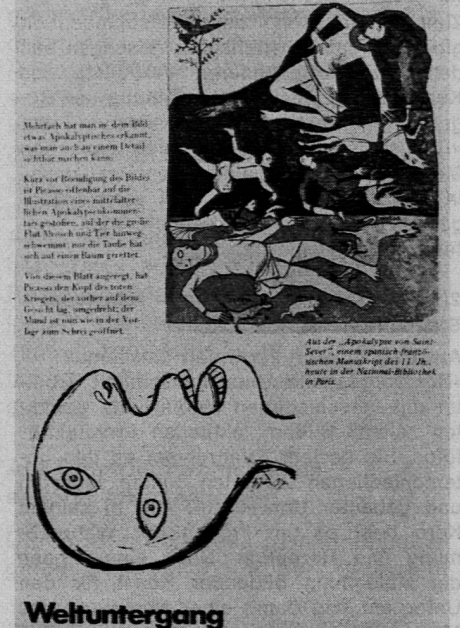 Mehrfach hat man in dem Bild
etwas Apokalyptisches erkannt,
was man auch an einem Detail
sichtbar machen kann:
Kurz vor Beendigung des Bildes
ist Picasso offenbar auf die
Illustration eines mittelalter-
lichen Apokalypsenkommen-
tars gestoßen, auf der die große
Flut Mensch und Tier hinweg-
schwemmt; nur die Taube hat
sich auf einen Baum gerettet.
Von diesem Blatt angeregt, hat
Picasso den Kopf des toten
Kriegers, der vorher auf dem
Gesicht lag, umgedreht; der
Mund ist nun wie in der Vor-
lage zum Schrei geöffnet.
Aus der „Apokalypse von Saint
Sever", einem spanisch-franzö-
sischen Manuskript des 11. Jh.,
heute in der National-Bibliothek
in Paris.
Weltuntergang